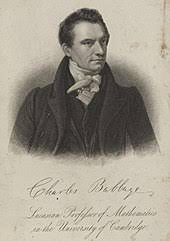 Charles Babbage
Lucasian Professor of Mathematics
in the University of Cambridge.